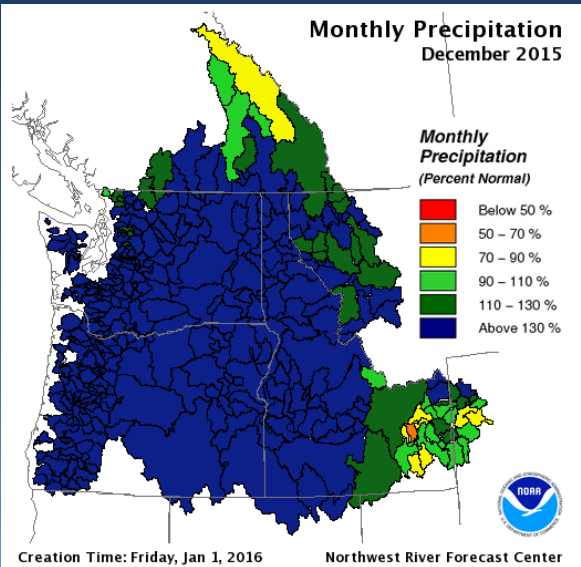 Monthly Precipitation
December 2015
Monthly
Precipitation
(Percent Normal)
Below 50 %
50 – 70 %
70 – 90 %
90 – 110 %
110 – 130 %
Above 130 %
NOAA
Creation Time: Friday, Jan 1, 2016
Northwest River Forecast Center